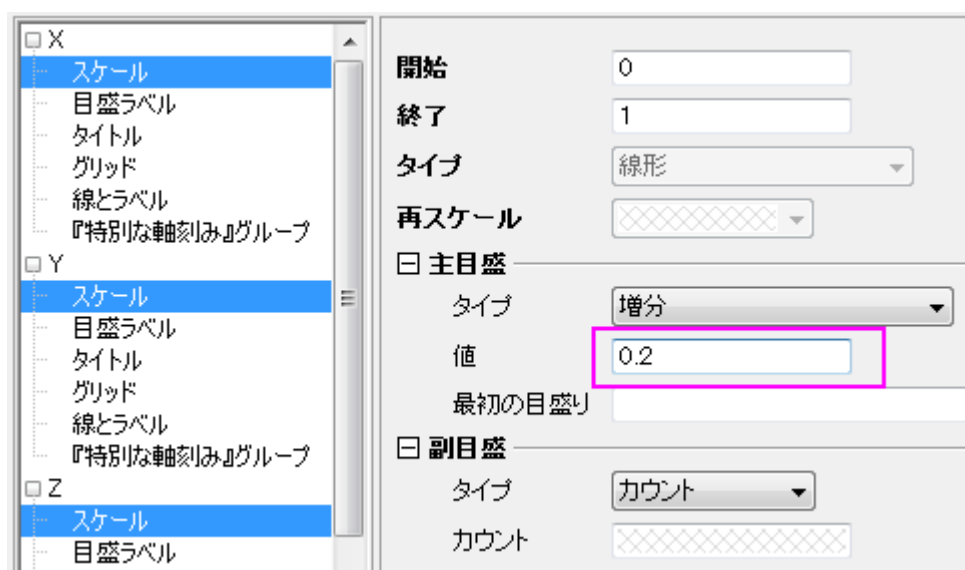 X
スケール
目盛ラベル
タイトル
グリッド
線とラベル
『特別な軸刻み』グループ
Y
スケール
目盛ラベル
タイトル
グリッド
線とラベル
『特別な軸刻み』グループ
Z
スケール
目盛ラベル
開始 0
終了 1
タイプ 線形
再スケール
主目盛
タイプ 増分
値 0.2
最初の目盛り
副目盛
タイプ カウント
カウント